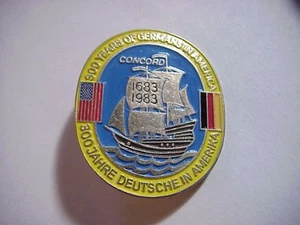 300 YEARS OF GERMANS IN AMERICA
CONCORD
1683
1983
300 JAHRE DEUTSCHE IN AMERIKA